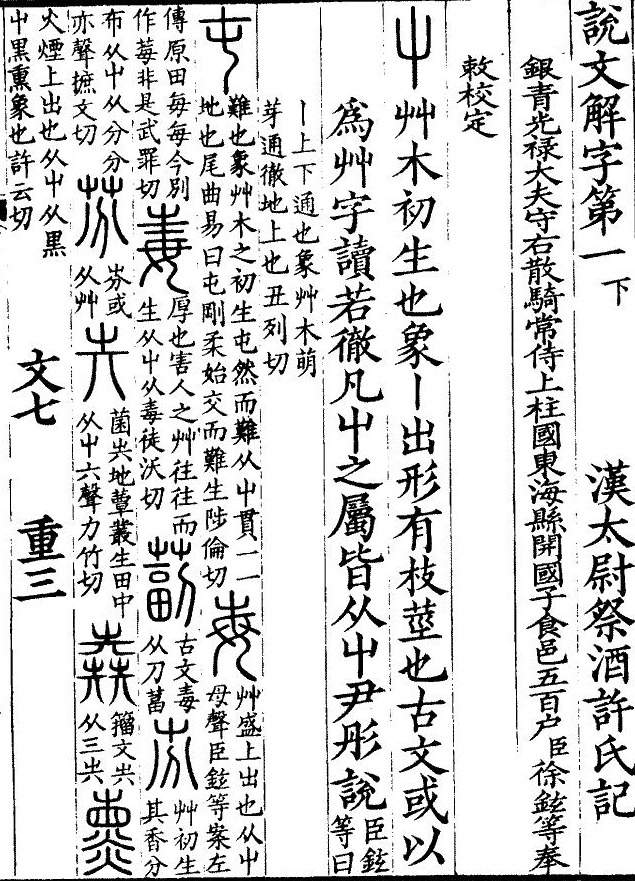 說文解字第一下 漢太尉祭酒許氏記
銀青光祿大夫守右散騎常侍上柱國東海縣開國子食邑五百户臣徐鉉等奉
敕校定
屮艸木初生也象丨出形有枝莖也古文或以
爲艸字讀若徹凡屮之屬皆从屮尹彤說臣鉉等曰
丨上下通也象艸木萌芽通徹地上也丑列切
屯難也象艸木之初生屯然而難从屮貫一一地也尾曲易曰屯剛柔始交而難生陟倫切每艸盛上出也从屮母聲臣鉉等案左
傳原田每每今別作莓非是武罪切毒厚也害人之艸往往而生从屮从毒徒沃切古文毒从刀葍艸初生其香分
布从屮从分分亦聲撫文切芬或从艸圥菌圥地蕈叢生田中从屮六聲力竹切籀文圥从三圥熏
火煙上出也从屮从黑屮黑熏象也許云切
文七 重三